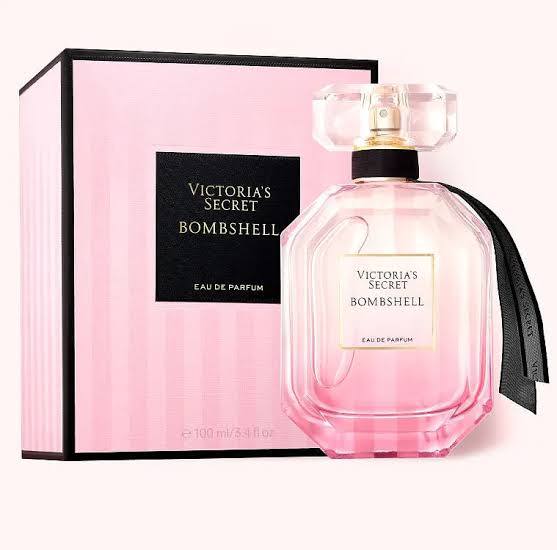 VICTORIA'S
SECRET
BOMBSHELL
EAU DE PARFUM
e 100 ml/3.4 fl oz
VICTORIA'S
SECRET
BOMBSHELL
EAU DE PARFUM